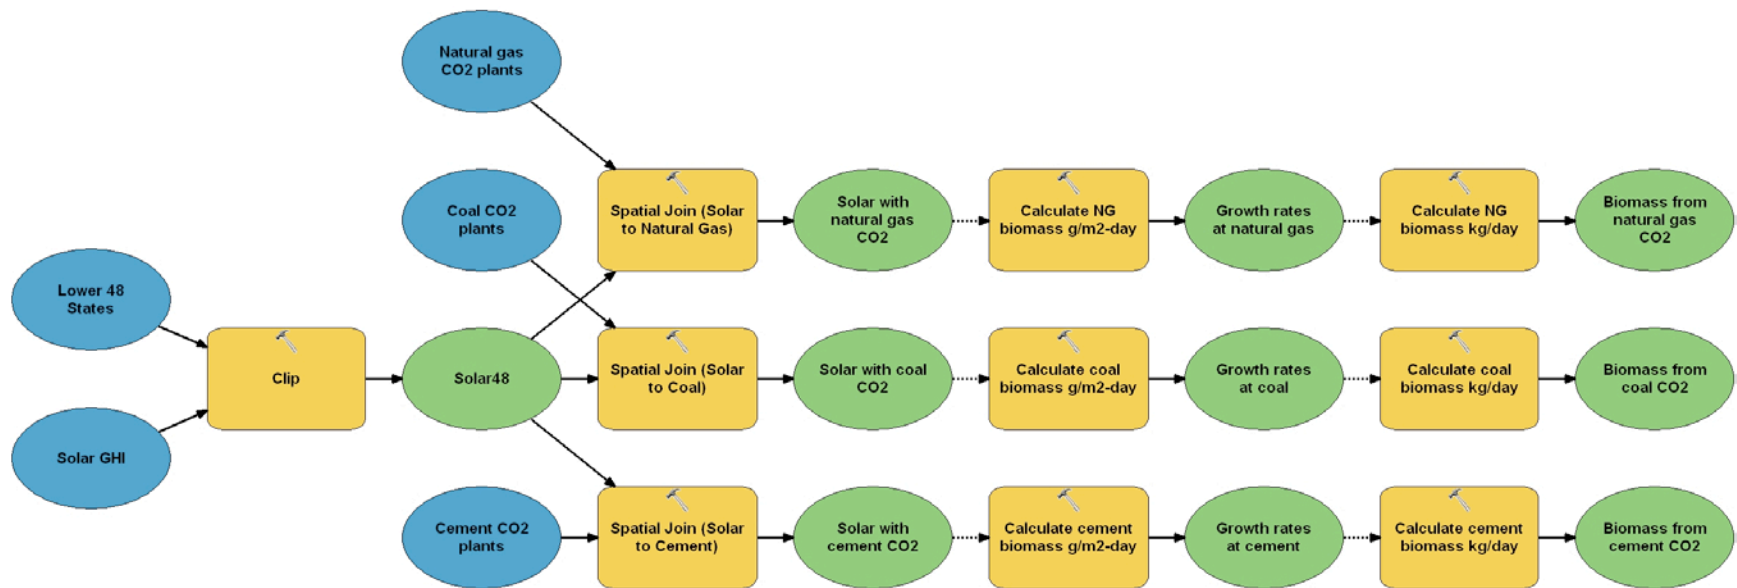 Natural gas
CO2 plants
Coal CO2
plants
Spatial Join (Solar
to Natural Gas)
Solar with
natural gas
CO2
Calculate NG
biomass g/m2-day
Growth rates
at natural gas
Calculate NG
biomass kg/day
Biomass from
natural gas
CO2
Lower 48
States
Clip
Solar48
Spatial Join (Solar
to Coal)
Solar with coal
CO2
Calculate coal
biomass g/m2-day
Growth rates
at coal
Calculate coal
biomass kg/day
Biomass from
coal CO2
Solar GHI
Cement CO2
plants
Spatial Join (Solar
to Cement)
Solar with
cement CO2
Calculate cement
biomass g/m2-day
Growth rates
at cement
Calculate cement
biomass kg/day
Biomass from
cement CO2